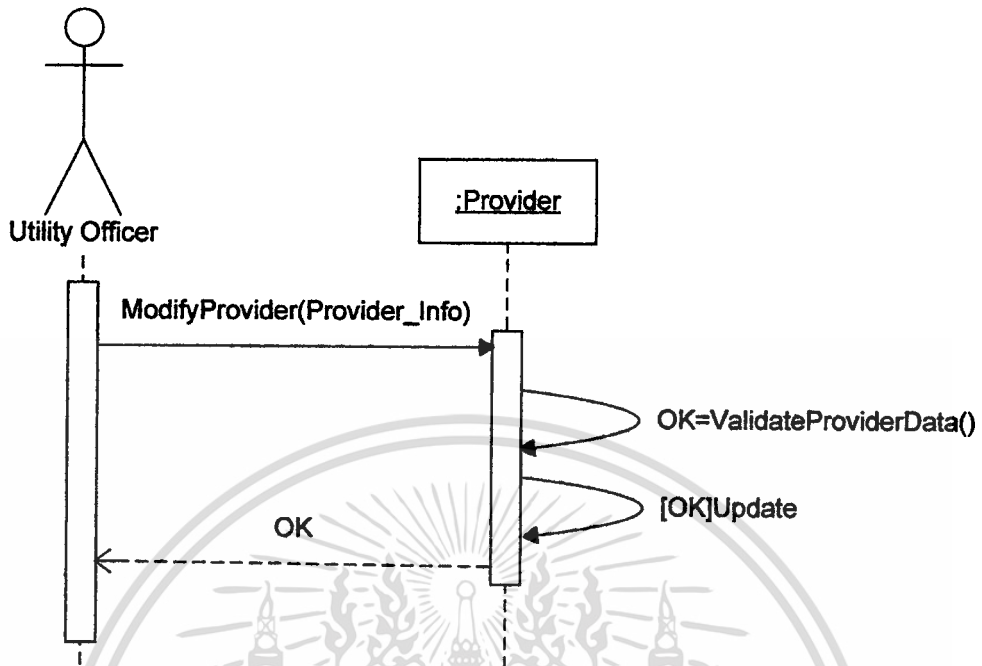 :Provider
Utility Officer
ModifyProvider(Provider_Info)
OK=ValidateProviderData()
[OK]Update
OK